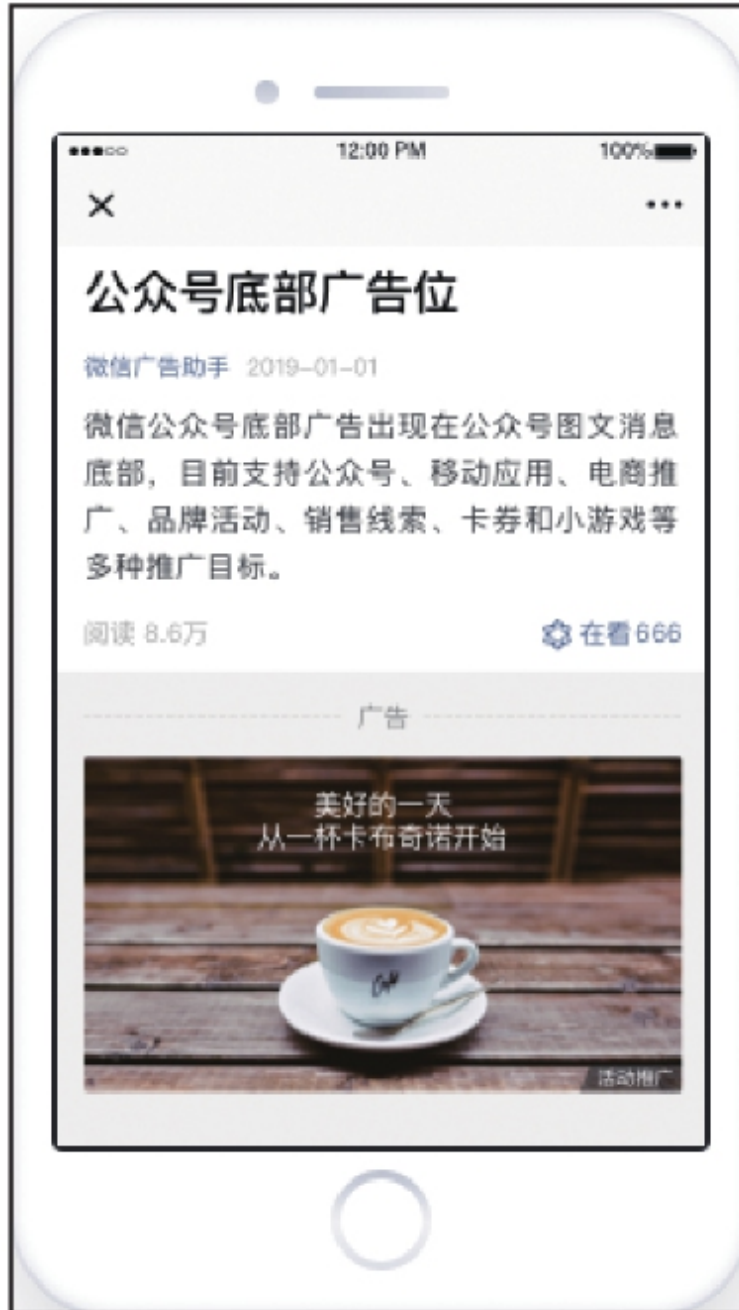 12:00 PM
100%
公众号底部广告位
微信广告助手 2019-01-01
微信公众号底部广告出现在公众号图文消息
底部，目前支持公众号、移动应用、电商推
广、品牌活动、销售线索、卡券和小游戏等
多种推广目标。
阅读 8.6万
在看666
广告
美好的一天
从一杯卡布奇诺开始
活动推广